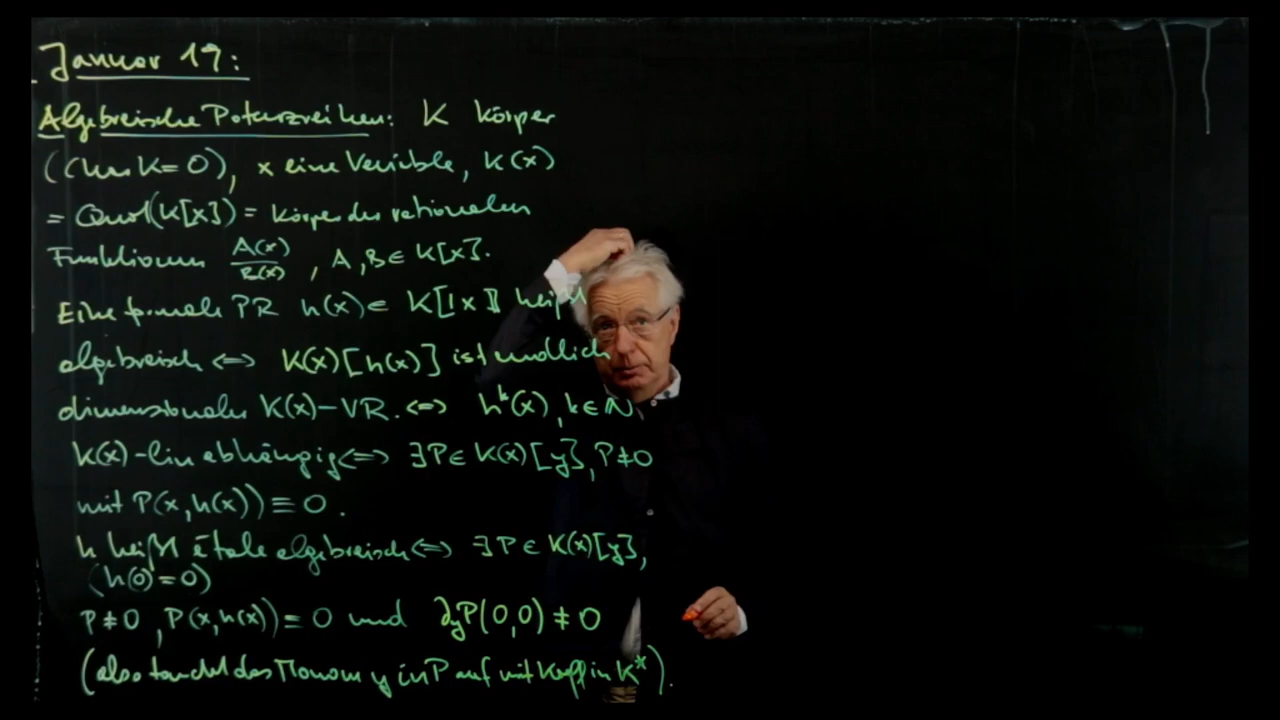 Januar 19:
Algebraische Potenzreihen: K Körper
(Char K=0), x eine Variable, K(x)
= Quot(K[x]) = Körper der rationalen
Funktionen A(x)/B(x), A,B∈ K[x].
Eine formale PR h(x)∈ K[[x]] heißt
algebraisch ⟺ K(x)[h(x)] ist endlich
dimensionaler K(x)-VR. ⟺ h^k(x), k∈ℕ,
K(x)-lin abhängig ⟺ ∃P∈ K(x)[y], P≠0
mit P(x,h(x))≡0.
h heißt étale algebraisch ⟺ ∃P∈ K(x)[y],
(h(0)=0)
P≠0, P(x,h(x))=0 und ∂yP(0,0)≠0
(also taucht das Monom y in P auf mit Koeff in K*).